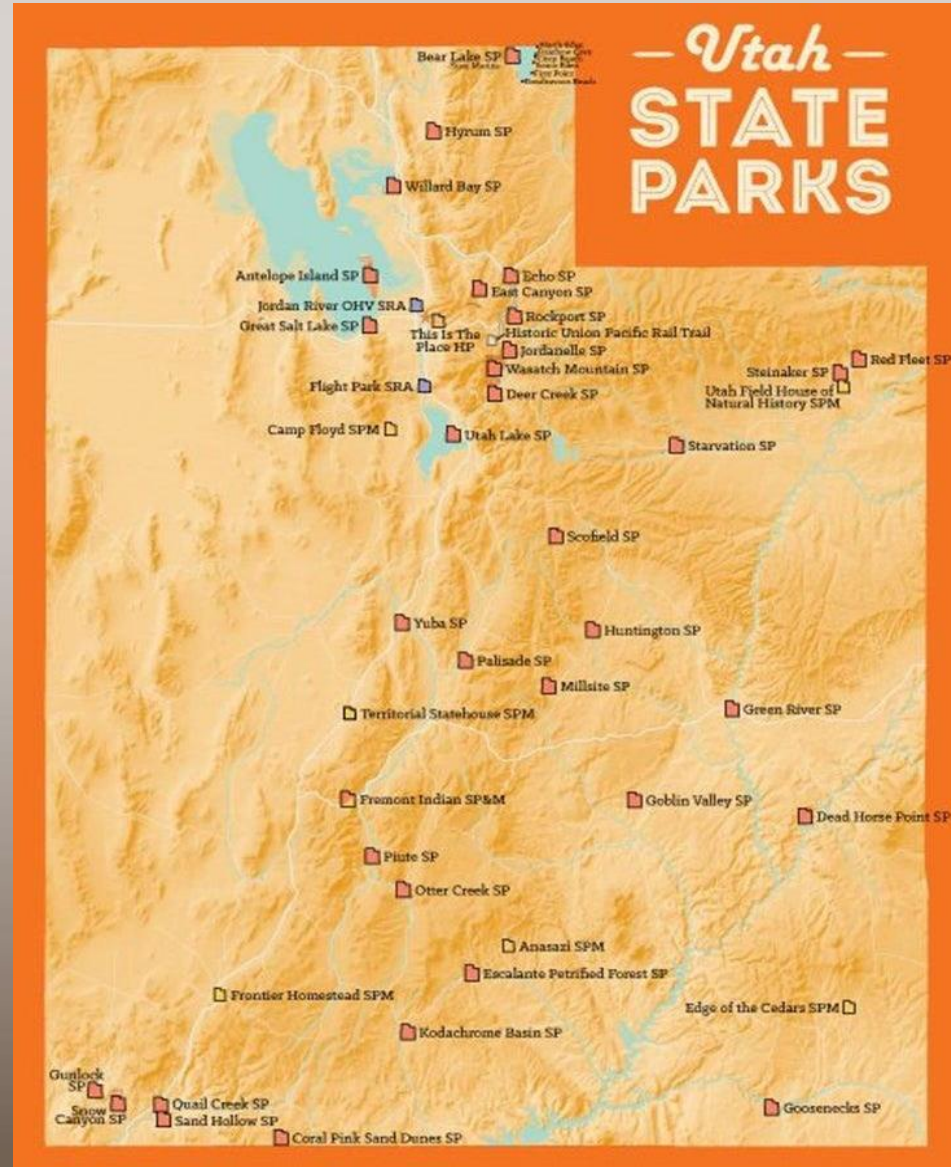 Utah
STATE
PARKS
Bear Lake SP
Rendezvous Beach
Hyrum SP
Willard Bay SP
Antelope Island SP
Echo SP
East Canyon SP
Jordan River OHV SRA
Great Salt Lake SP
This Is The
Place HP
Rockport SP
Historic Union Pacific Rail Trail
Jordanelle SP
Wasatch Mountain SP
Deer Creek SP
Flight Park SRA
Red Fleet SP
Steinaker SP
Utah Field House of
Natural History SPM
Camp Floyd SPM
Utah Lake SP
Starvation SP
Scofield SP
Yuba SP
Huntington SP
Palisade SP
Millsite SP
Territorial Statehouse SPM
Green River SP
Fremont Indian SP&M
Goblin Valley SP
Dead Horse Point SP
Piute SP
Otter Creek SP
Anasazi SPM
Escalante Petrified Forest SP
Frontier Homestead SPM
Edge of the Cedars SPM
Kodachrome Basin SP
Gunlock
SP
Snow
Canyon SP
Quail Creek SP
Sand Hollow SP
Goosenecks SP
Coral Pink Sand Dunes SP